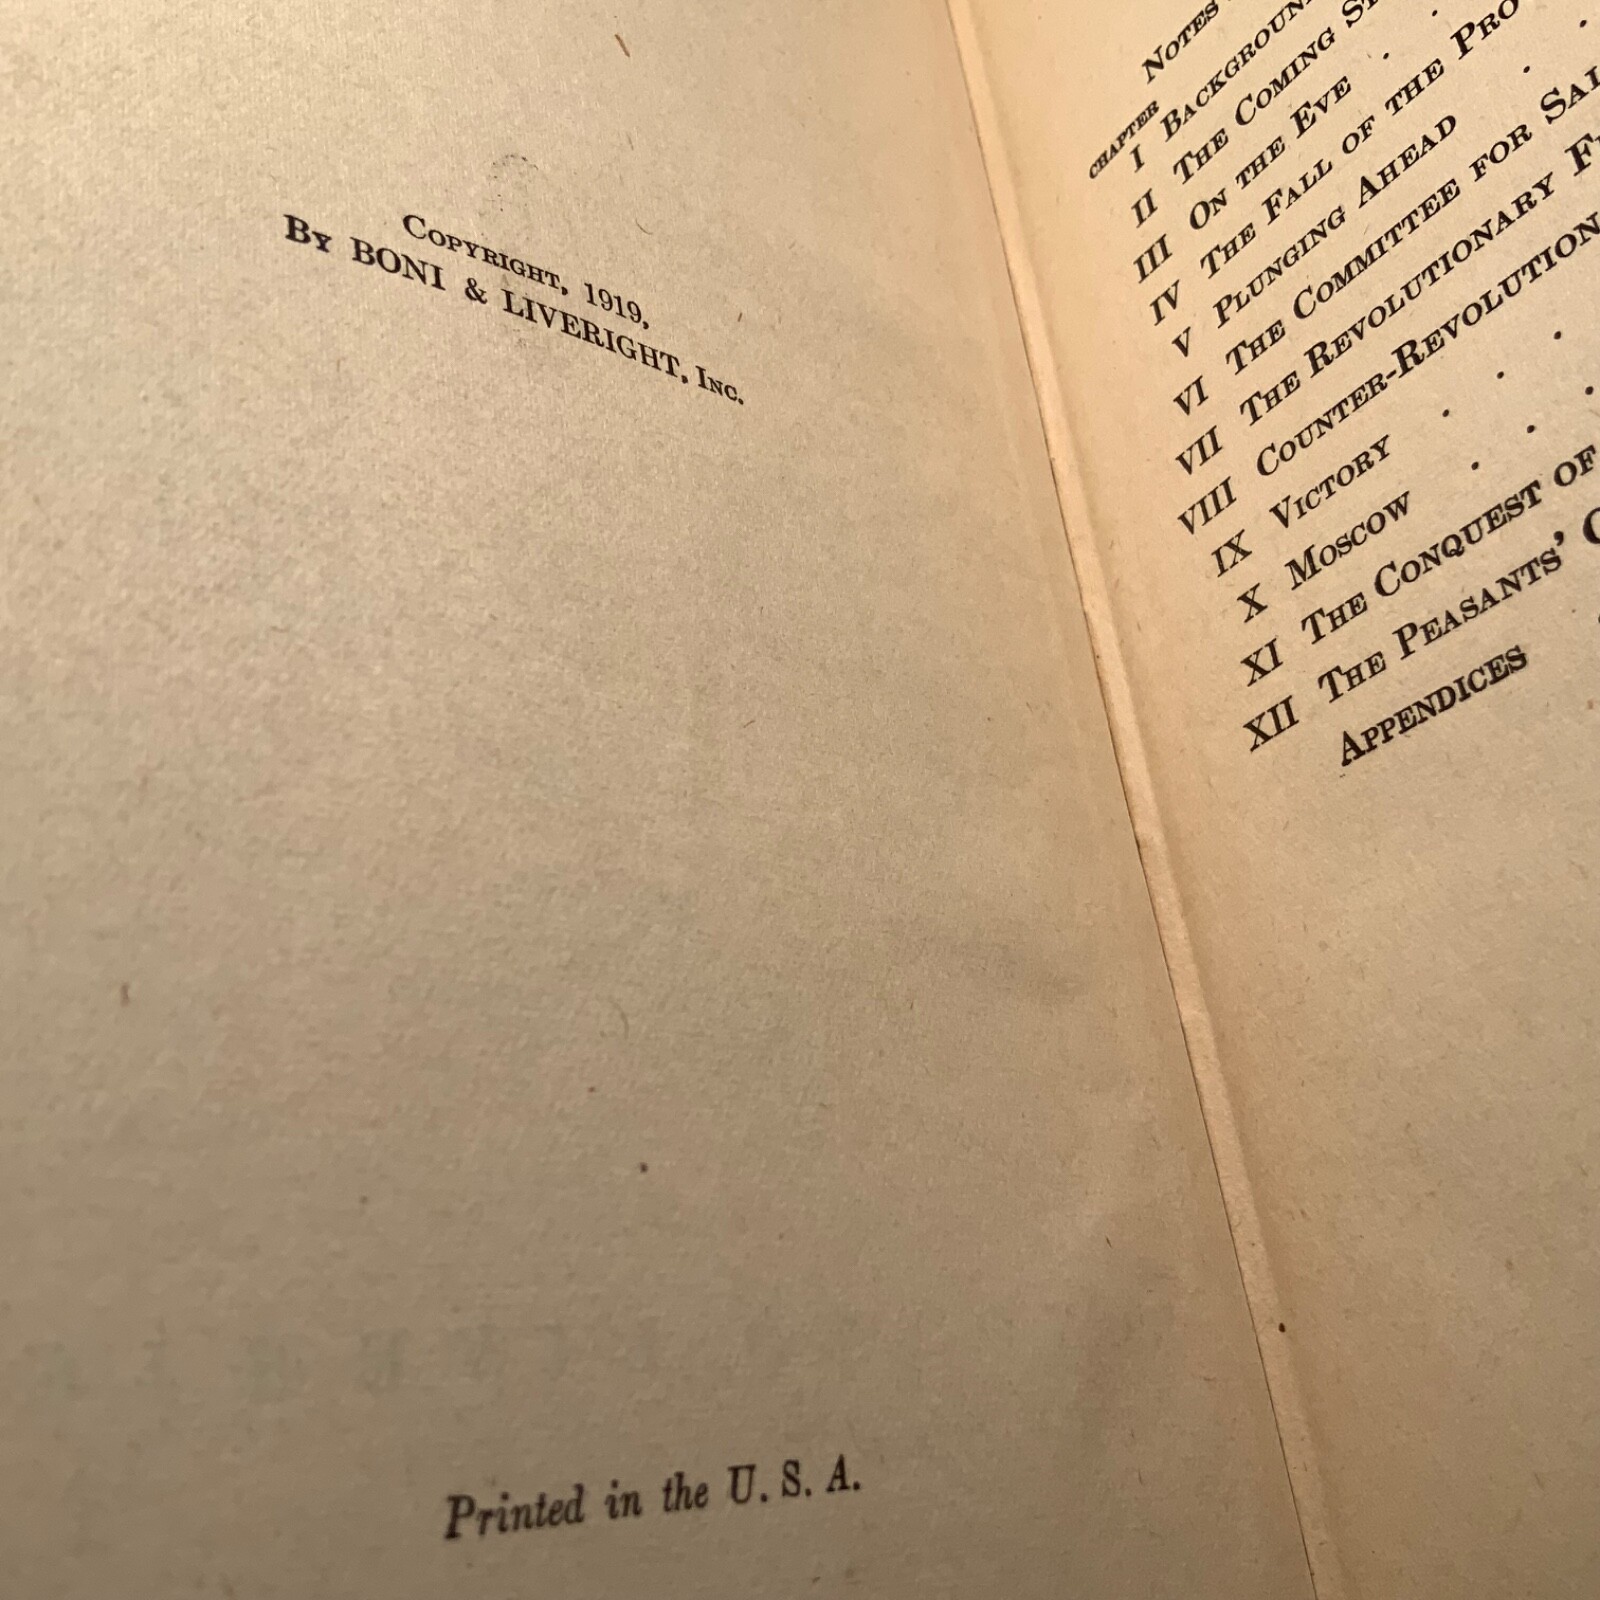 Copyright, 1919,
By BONI & LIVERIGHT, Inc.
Printed in the U. S. A.
Notes
CHAPTER
I Background
II The Coming
III On the Eve
IV The Fall of the Pro
V Plunging Ahead
VI The Committee for Sal
VII The Revolutionary
VIII Counter-Revolution
IX Victory
X Moscow
XI The Conquest of
XII The Peasants'
Appendices